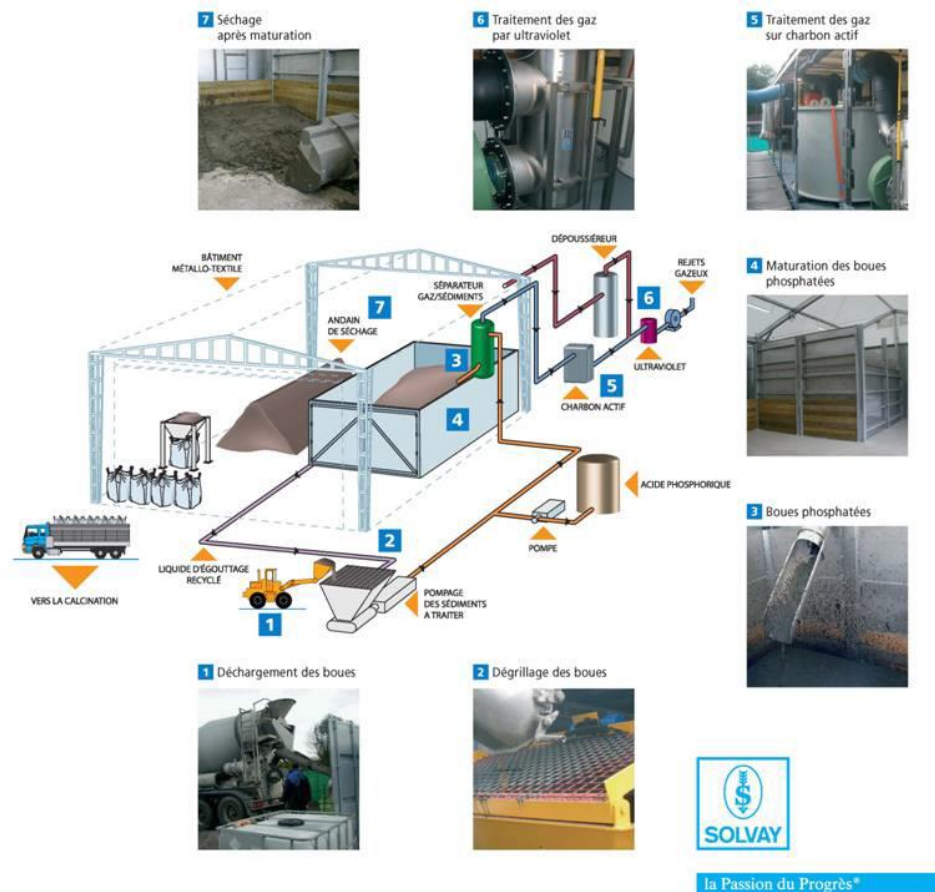 7 Séchage
après maturation
6 Traitement des gaz
par ultraviolet
5 Traitement des gaz
sur charbon actif
BÂTIMENT
MÉTALLO-TEXTILE
ANDAIN
DE SÉCHAGE
7
SÉPARATEUR
GAZ/SÉDIMENTS
DÉPOUSSIÉREUR
REJETS
GAZEUX
6
ULTRAVIOLET
3
4
5
CHARBON ACTIF
4 Maturation des boues
phosphatées
ACIDE PHOSPHORIQUE
POMPE
2
LIQUIDE D'ÉGOUTTAGE
RECYCLÉ
VERS LA CALCINATION
1
POMPAGE
DES SÉDIMENTS
A TRAITER
3 Boues phosphatées
1 Déchargement des boues
2 Dégrillage des boues
SOLVAY
la Passion du Progrès®